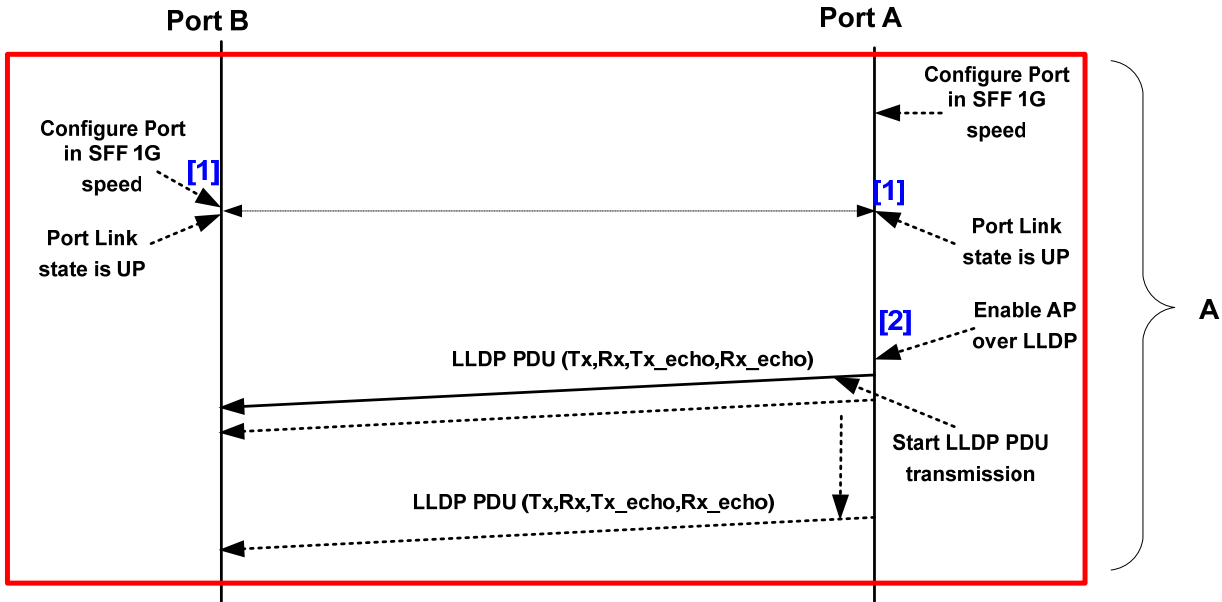 Port B
Port A
Configure Port
in SFF 1G
speed
Configure Port
in SFF 1G
speed
[1]
[1]
Port Link
state is UP
Port Link
state is UP
[2]
Enable AP
over LLDP
A
LLDP PDU (Tx,Rx,Tx_echo,Rx_echo)
Start LLDP PDU
transmission
LLDP PDU (Tx,Rx,Tx_echo,Rx_echo)